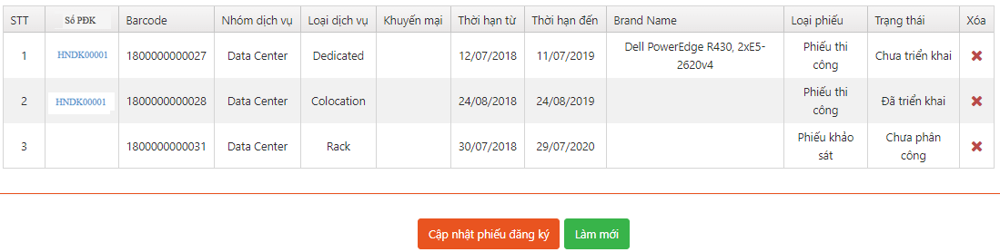 STT Số PĐK Barcode Nhóm dịch vụ Loại dịch vụ Khuyến mại Thời hạn từ Thời hạn đến Brand Name Loại phiếu Trạng thái Xóa
1 HNDK00001 1800000000027 Data Center Dedicated 12/07/2018 11/07/2019 Dell PowerEdge R430, 2xE5-2620v4 Phiếu thi công Chưa triển khai
2 HNDK00001 1800000000028 Data Center Colocation 24/08/2018 24/08/2019 Phiếu thi công Đã triển khai
3 1800000000031 Data Center Rack 30/07/2018 29/07/2020 Phiếu khảo sát Chưa phân công
Cập nhật phiếu đăng ký Làm mới